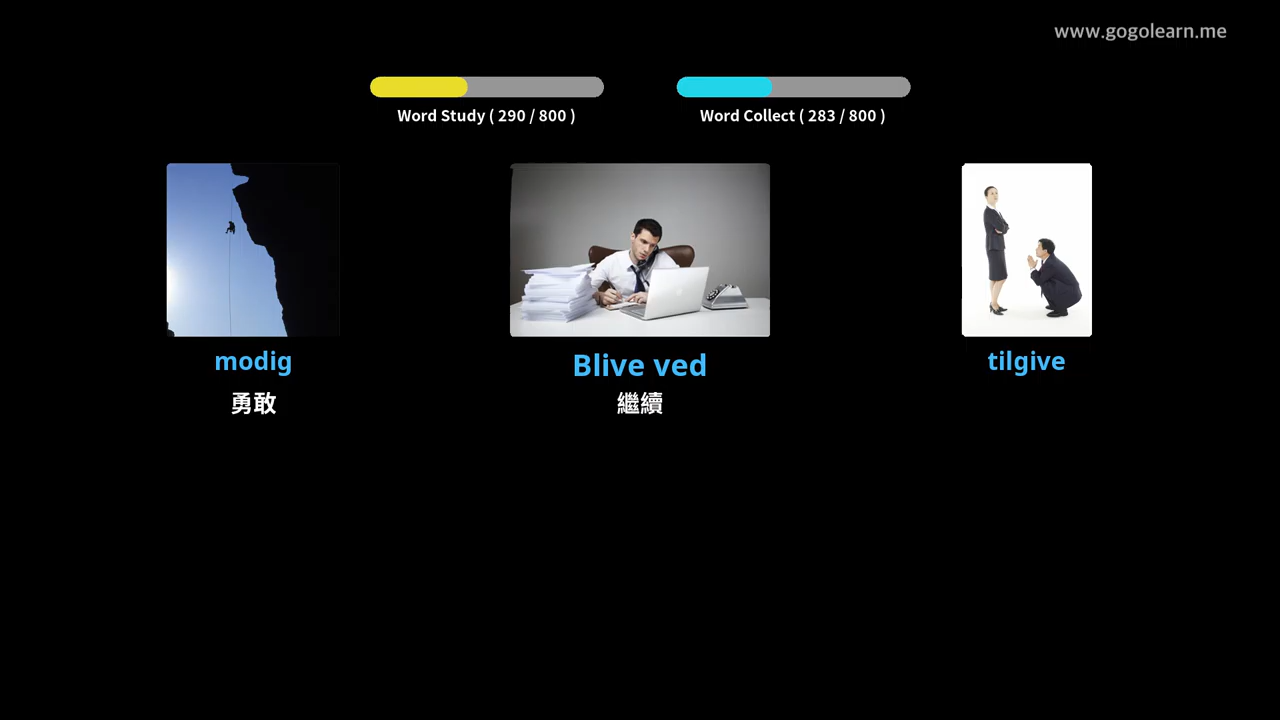 www.gogolearn.me
Word Study ( 290 / 800 )
Word Collect ( 283 / 800 )
modig
Blive ved
tilgive
勇敢
繼續